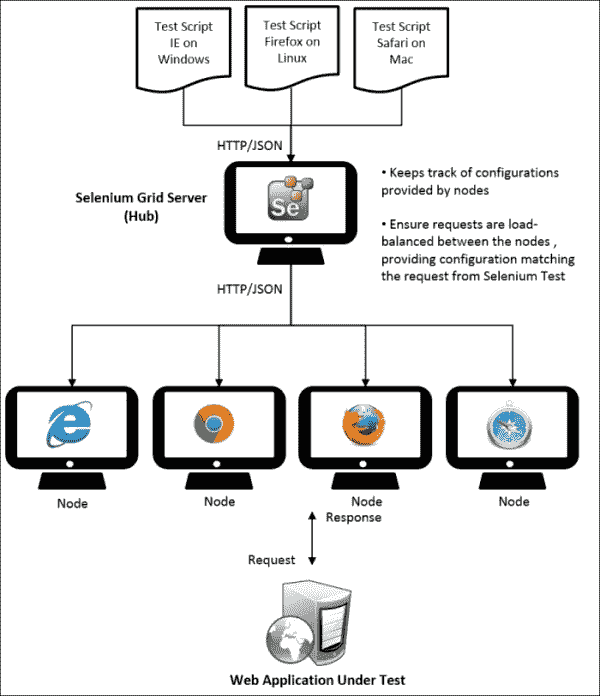 Test Script
IE on
Windows
Test Script
Firefox on
Linux
Test Script
Safari on
Mac
HTTP/JSON
Selenium Grid Server
(Hub)
Se
• Keeps track of configurations
provided by nodes
• Ensure requests are load-
balanced between the nodes ,
providing configuration matching
the request from Selenium Test
HTTP/JSON
Node
Node
Node
Node
Response
Request
Web Application Under Test